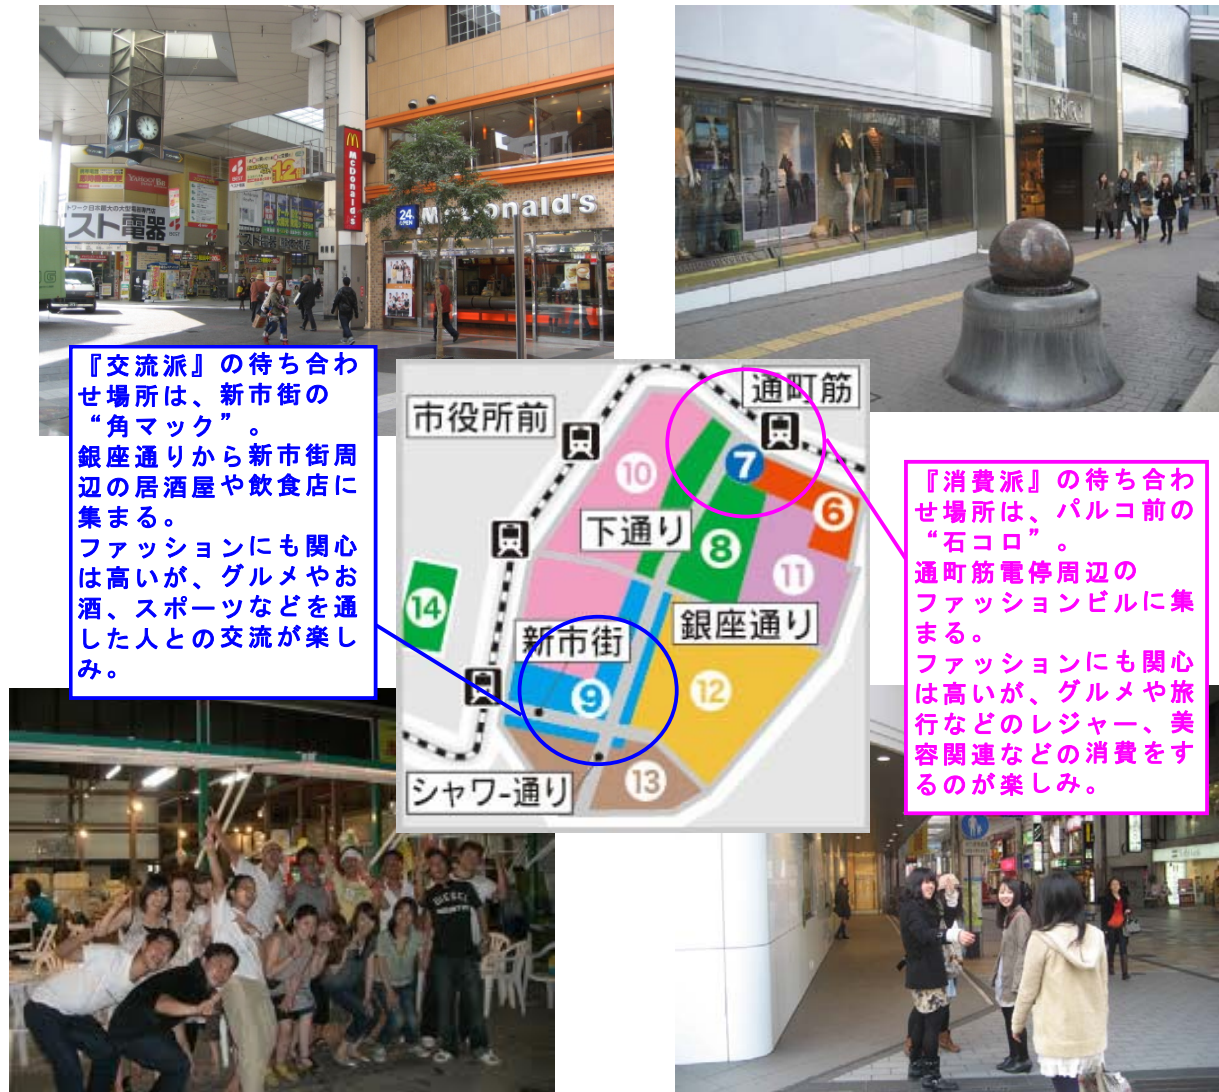 McDonald's
YAHOO!
スト電器
BEST
24h
OPEN
McDonald's
PARCO
『交流派』の待ち合わ
せ場所は、新市街の
“角マック”。
銀座通りから新市街周
辺の居酒屋や飲食店に
集まる。
ファッションにも関心
は高いが、グルメやお
酒、スポーツなどを通
した人との交流が楽し
み。
市役所前
通町筋
10
7
6
下通り
8
11
14
新市街
銀座通り
9
12
シャワー通り
13
『消費派』の待ち合わ
せ場所は、パルコ前の
“石コロ”。
通町筋電停周辺の
ファッションビルに集
まる。
ファッションにも関心
は高いが、グルメや旅
行などのレジャー、美
容関連などの消費をす
るのが楽しみ。
DIESEL